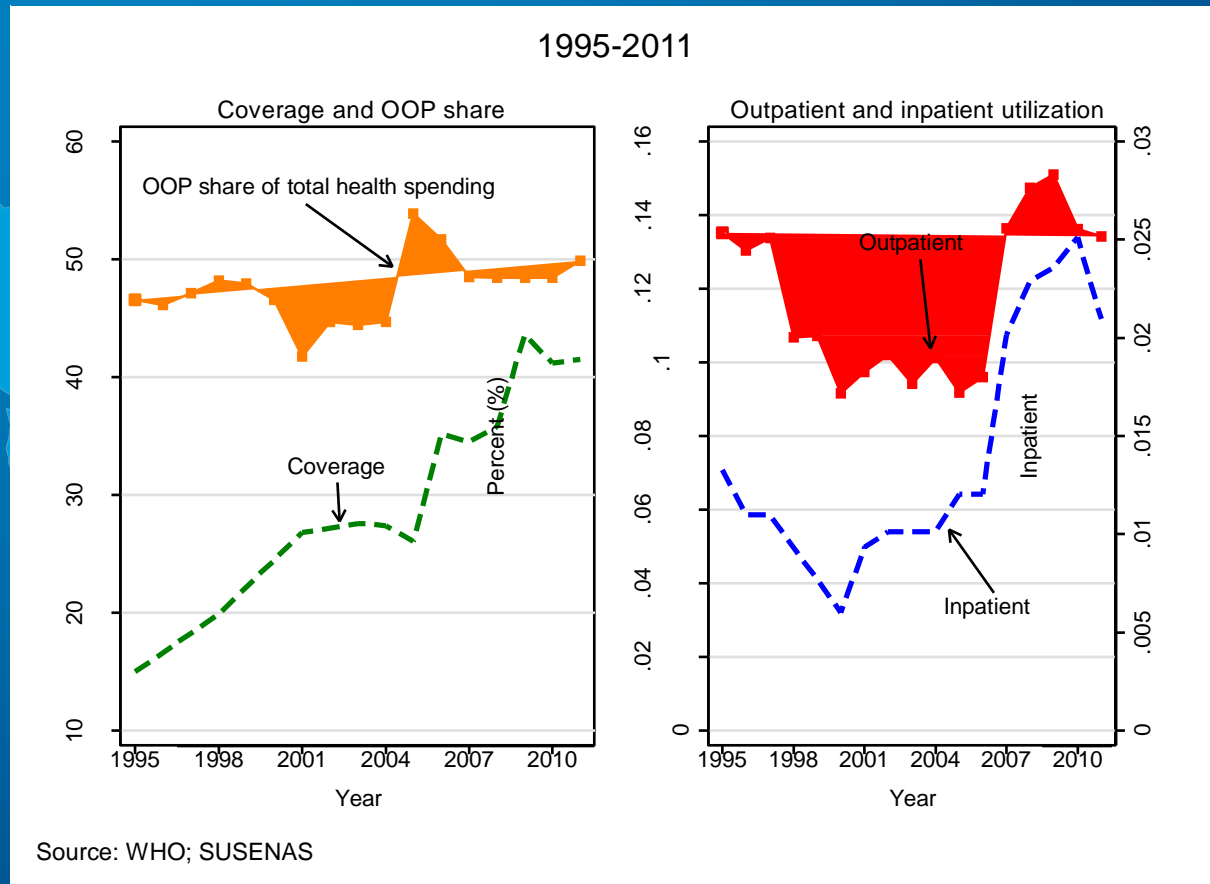 1995-2011
Coverage and OOP share
60
50
40
30
20
10
OOP share of total health spending
Coverage
Percent (%)
1995 1998 2001 2004 2007 2010
Year
Outpatient and inpatient utilization
.16
.14
.12
.1
.08
.06
.04
.02
0
Outpatient
Inpatient
Inpatient
.03
.025
.02
.015
.01
.005
0
1995 1998 2001 2004 2007 2010
Year
Source: WHO; SUSENAS